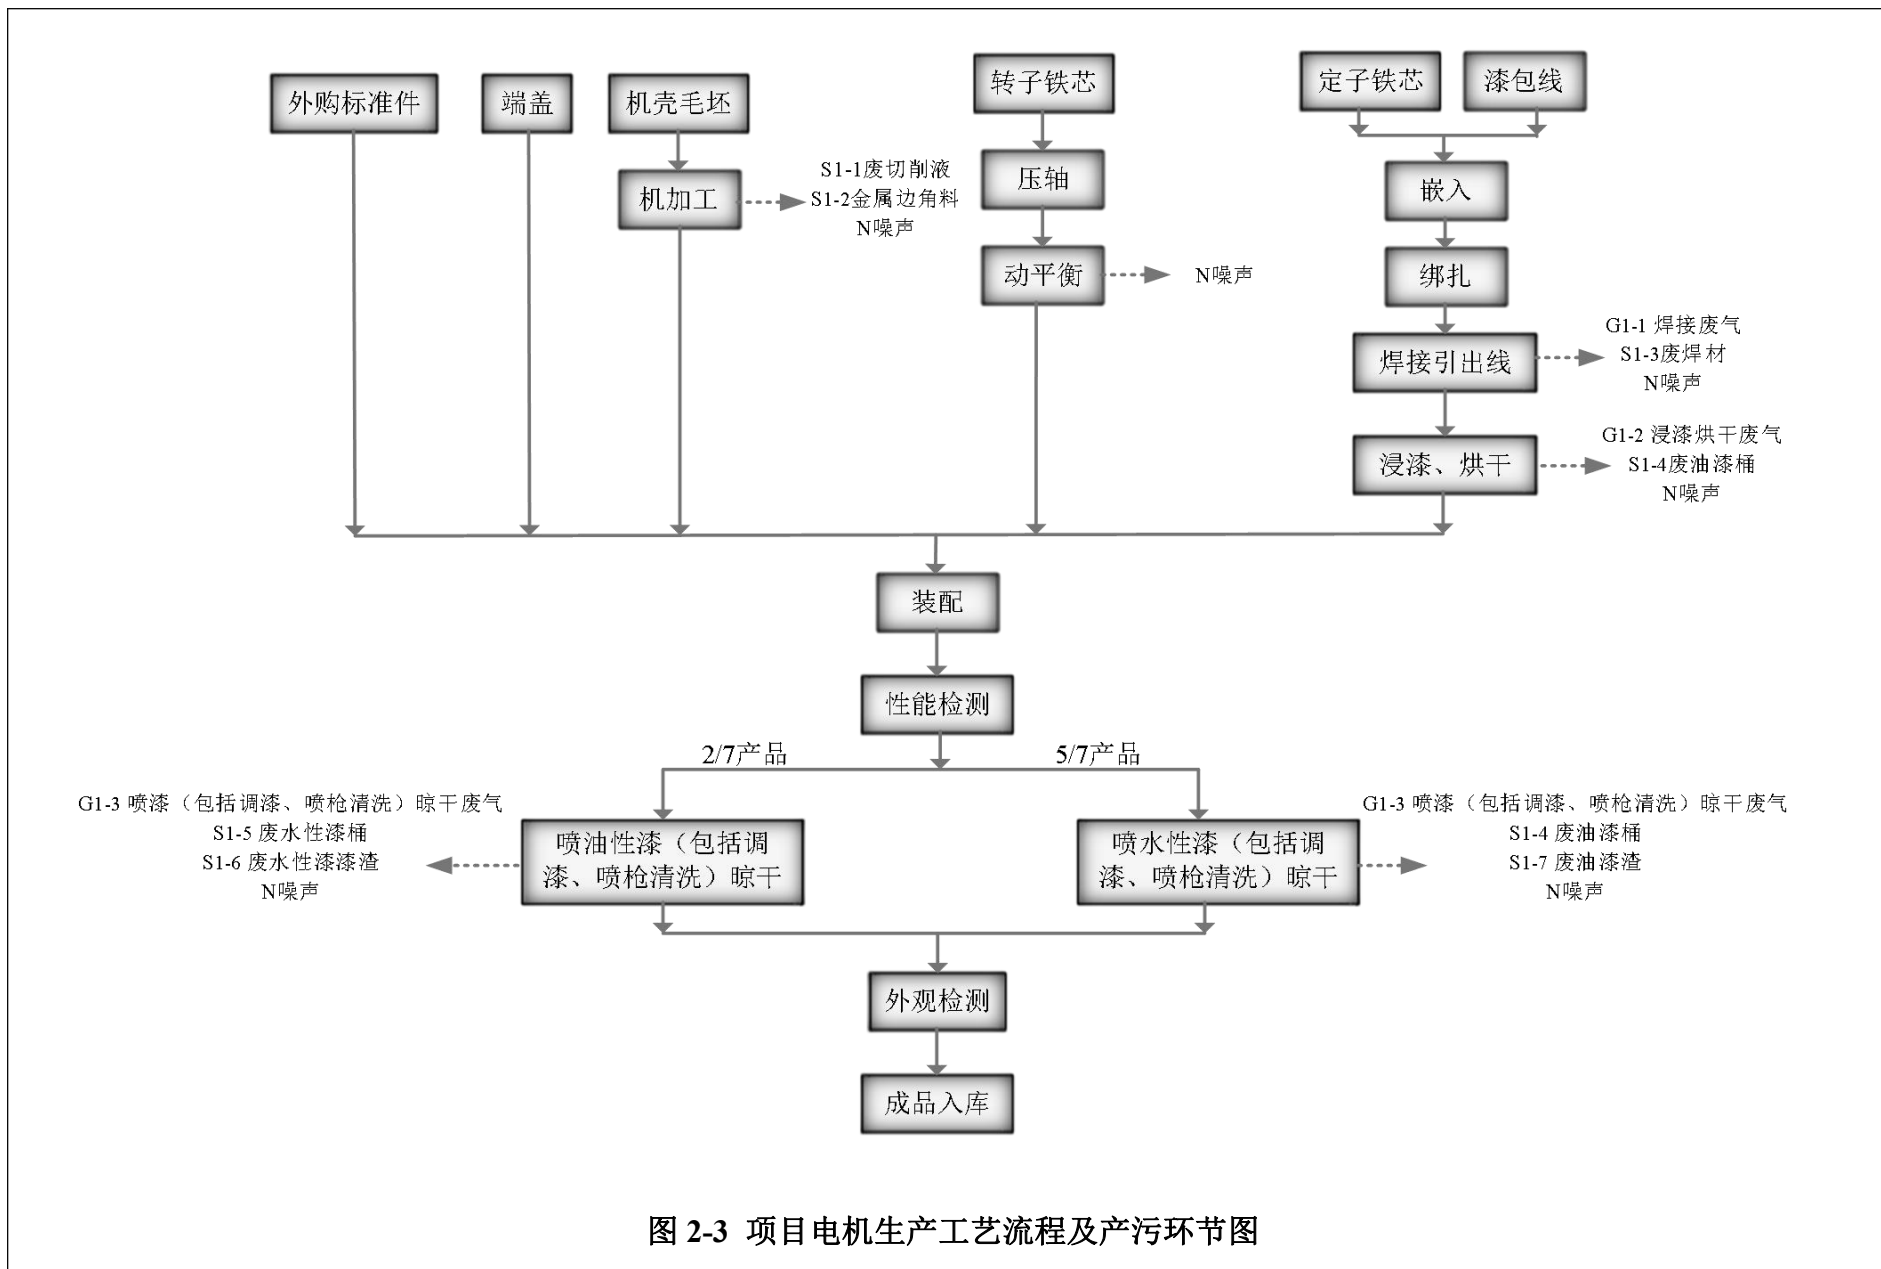 外购标准件
端盖
机壳毛坯
转子铁芯
定子铁芯
漆包线
机加工
S1-1废切削液
S1-2金属边角料
N噪声
压轴
嵌入
动平衡
N噪声
绑扎
焊接引出线
G1-1 焊接废气
S1-3废焊材
N噪声
浸漆、烘干
G1-2 浸漆烘干废气
S1-4废油漆桶
N噪声
装配
性能检测
2/7产品
5/7产品
G1-3 喷漆（包括调漆、喷枪清洗）晾干废气
S1-5 废水性漆桶
S1-6 废水性漆漆渣
N噪声
喷油性漆（包括调
漆、喷枪清洗）晾干
喷水性漆（包括调
漆、喷枪清洗）晾干
G1-3 喷漆（包括调漆、喷枪清洗）晾干废气
S1-4 废油漆桶
S1-7 废油漆渣
N噪声
外观检测
成品入库
图 2-3 项目电机生产工艺流程及产污环节图